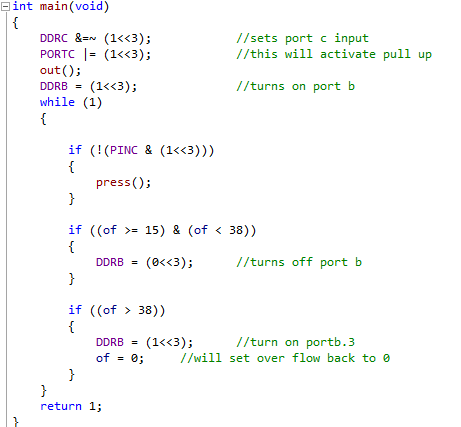 int main(void)
{
DDRC &=~ (1<<3); //sets port c input
PORTC |= (1<<3); //this will activate pull up
out();
DDRB = (1<<3); //turns on port b
while (1)
{
if (!(PINC & (1<<3)))
{
press();
}
if ((of >= 15) & (of < 38))
{
DDRB = (0<<3); //turns off port b
}
if ((of > 38))
{
DDRB = (1<<3); //turn on portb.3
of = 0; //will set over flow back to 0
}
}
return 1;
}